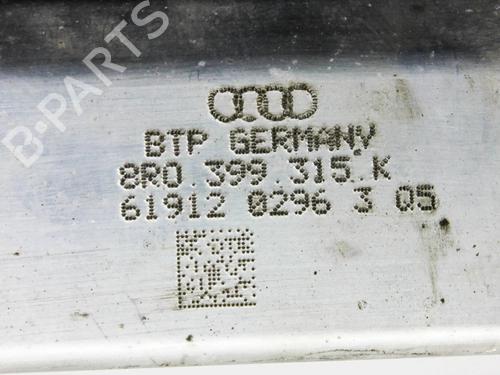 B-PARTS
BTP GERMANY
8R0 399 315 K
61912 0296 3 05